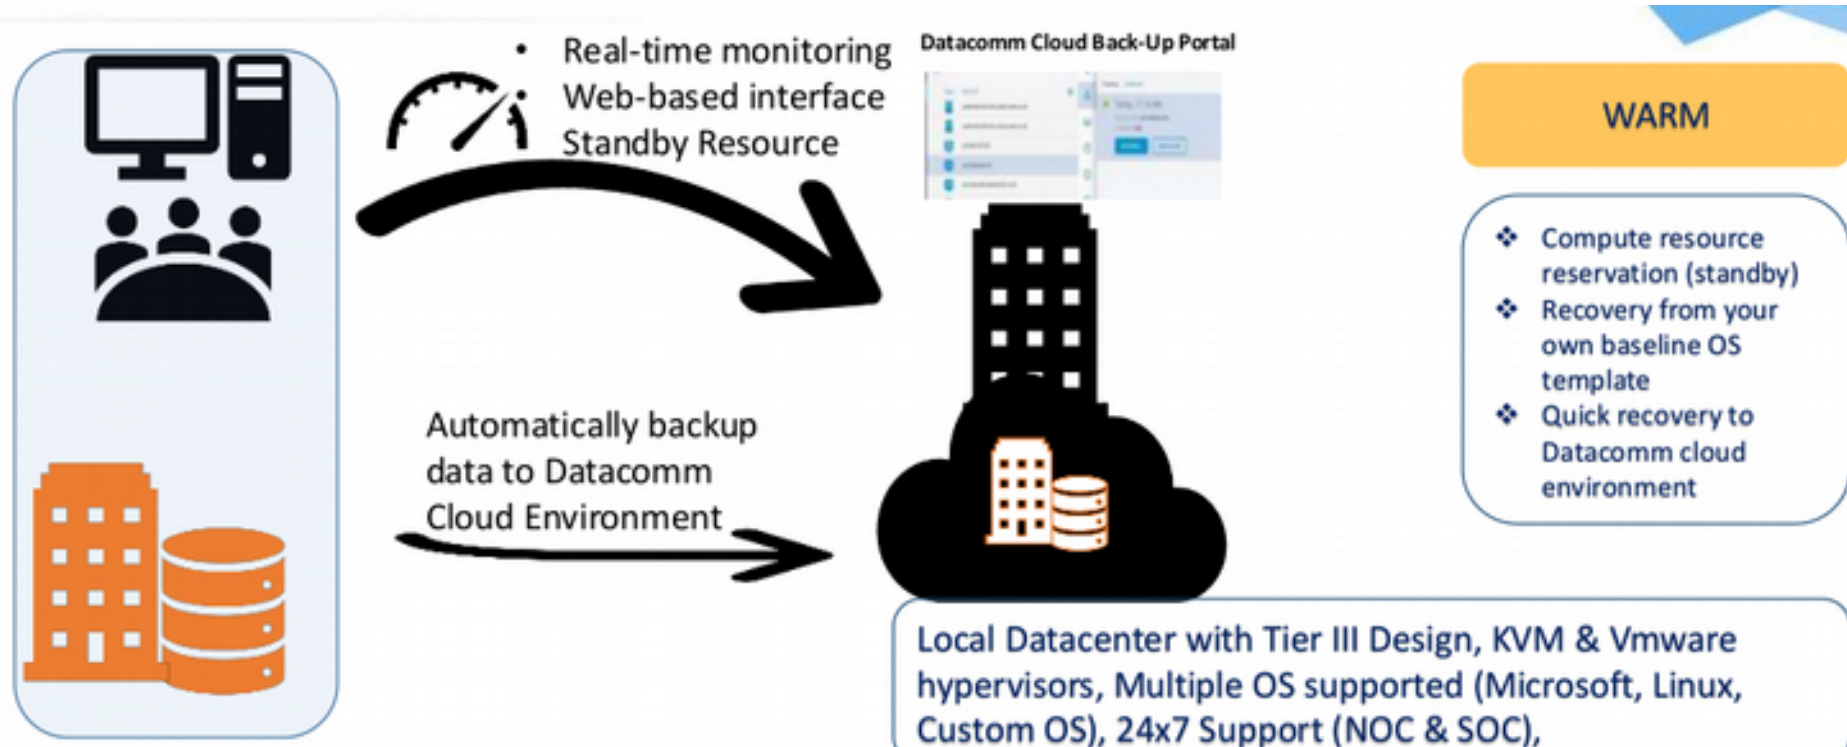 Real-time monitoring
Web-based interface
Standby Resource
Datacomm Cloud Back-Up Portal
Automatically backup
data to Datacomm
Cloud Environment
WARM
Compute resource
reservation (standby)
Recovery from your
own baseline OS
template
Quick recovery to
Datacomm cloud
environment
Local Datacenter with Tier III Design, KVM & Vmware
hypervisors, Multiple OS supported (Microsoft, Linux,
Custom OS), 24x7 Support (NOC & SOC),